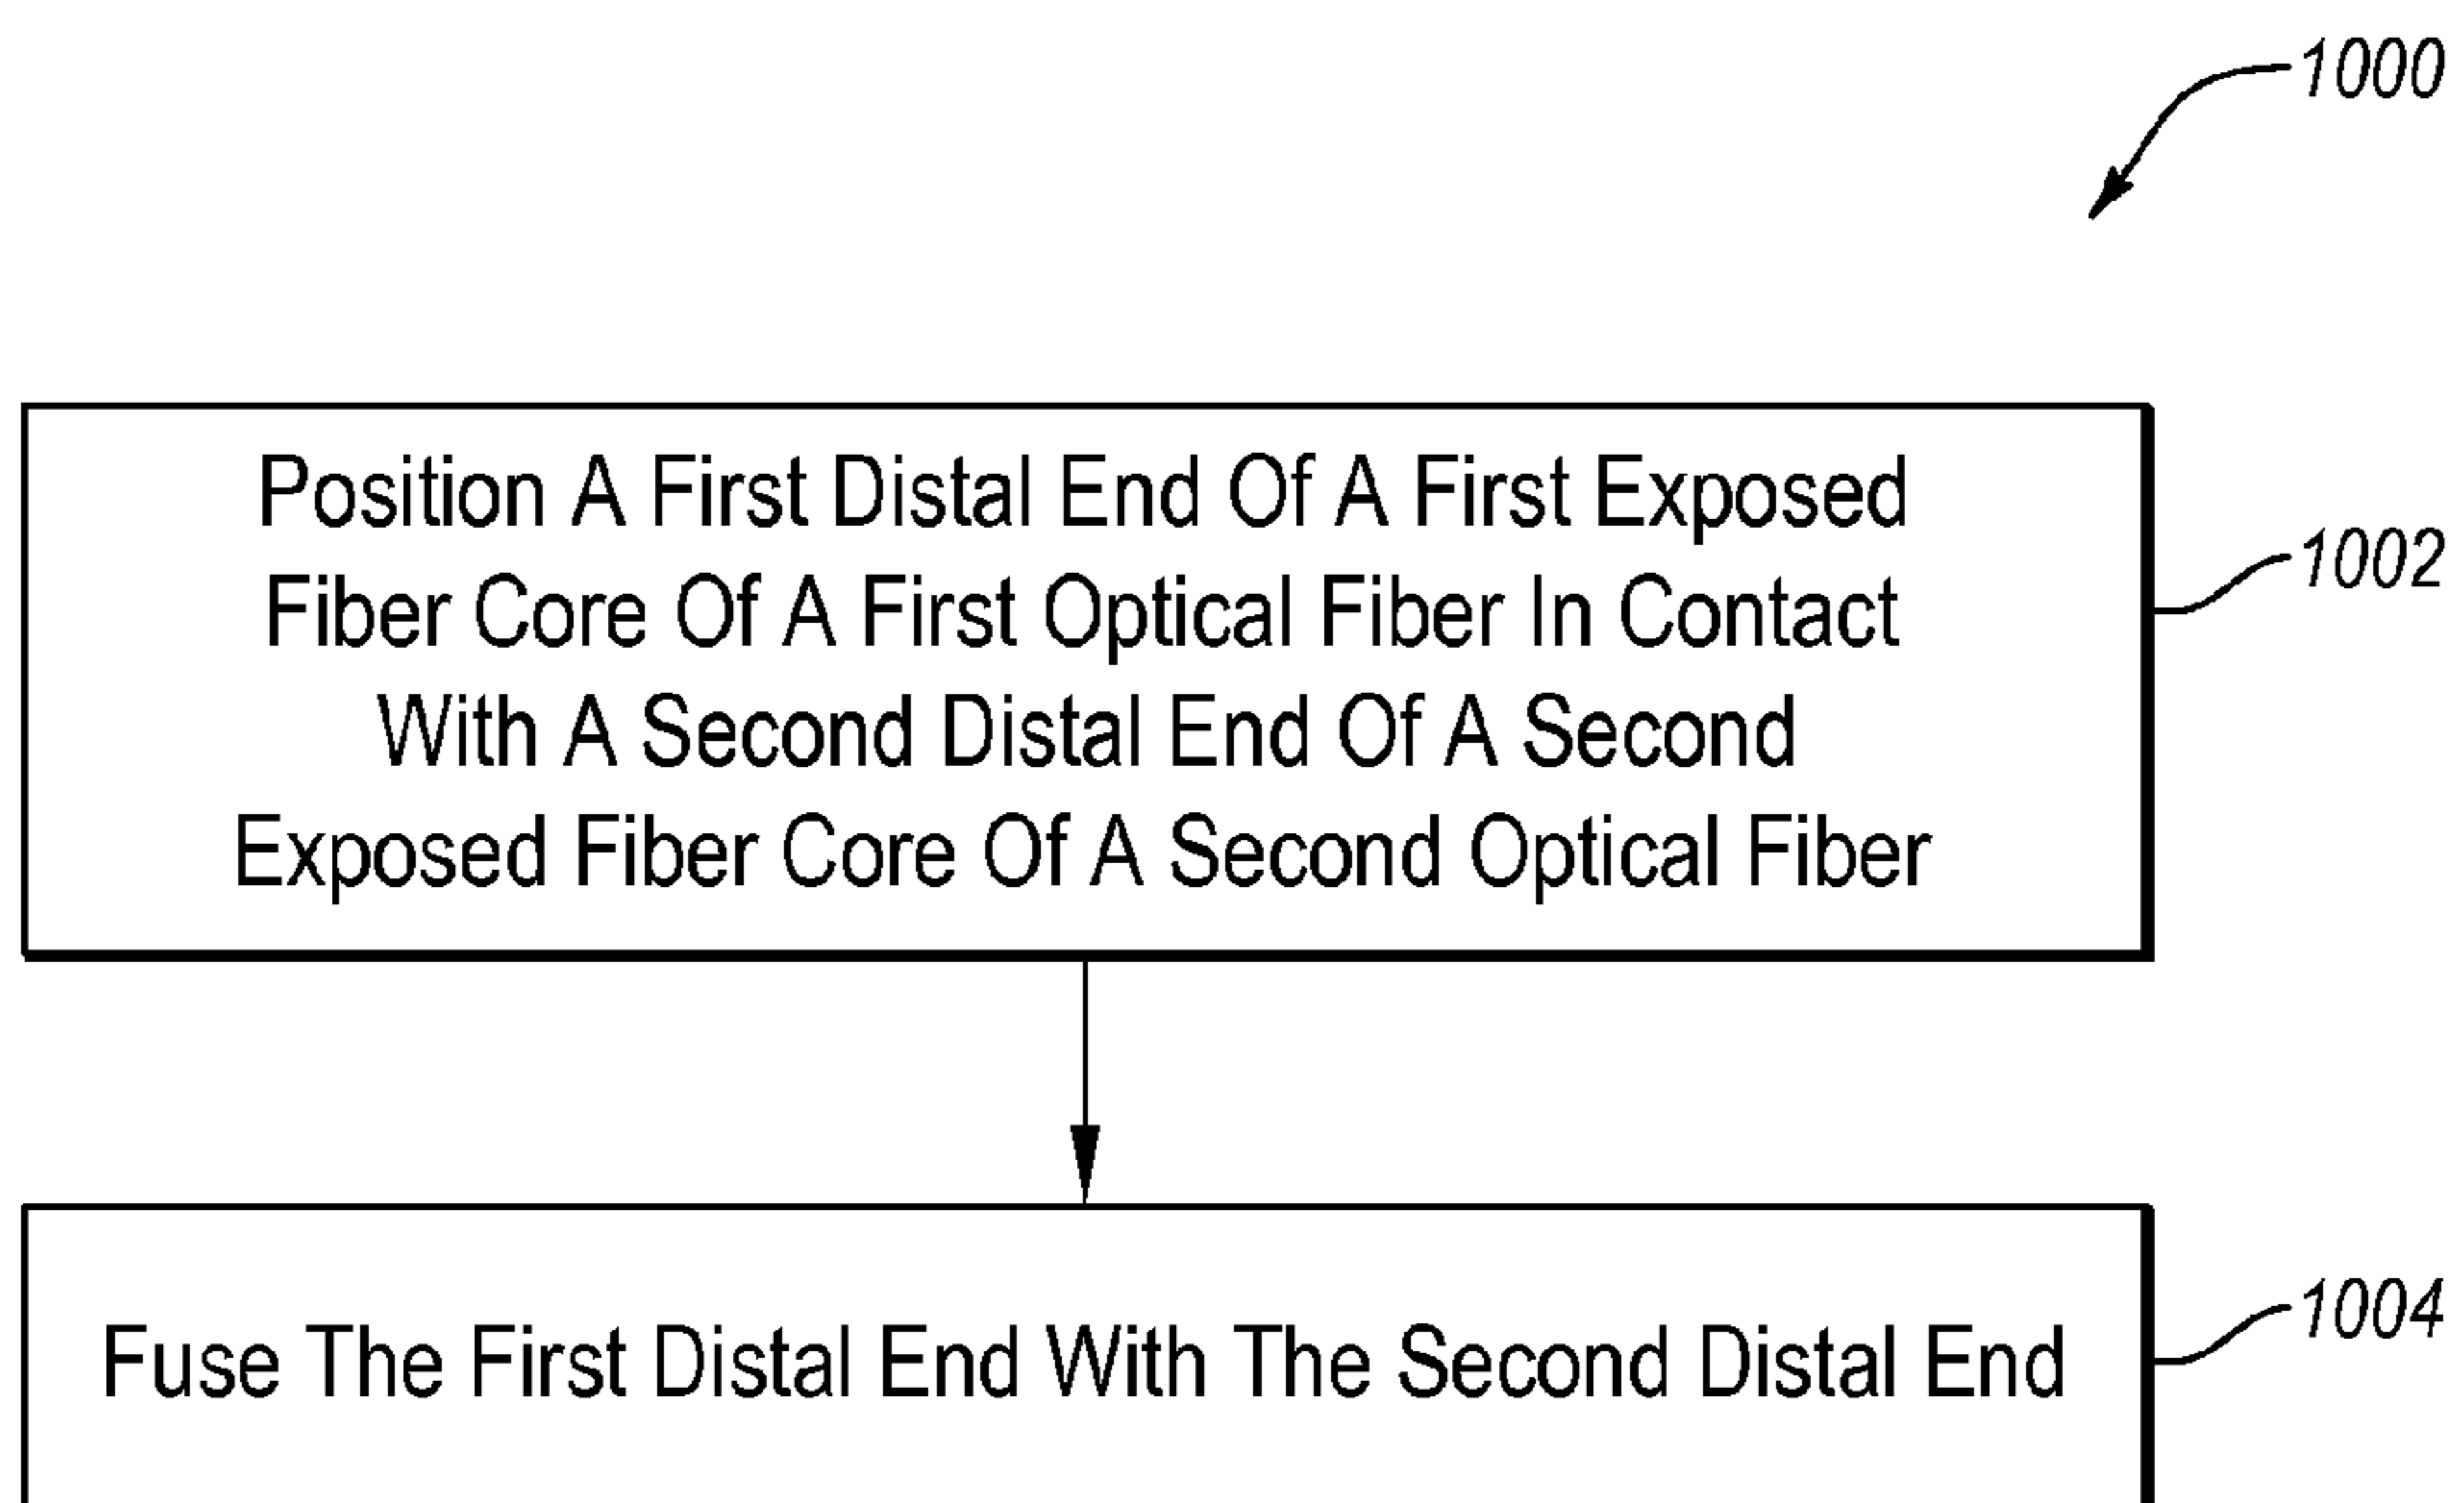 1000
Position A First Distal End Of A First Exposed
Fiber Core Of A First Optical Fiber In Contact
With A Second Distal End Of A Second
Exposed Fiber Core Of A Second Optical Fiber
1002
Fuse The First Distal End With The Second Distal End
1004